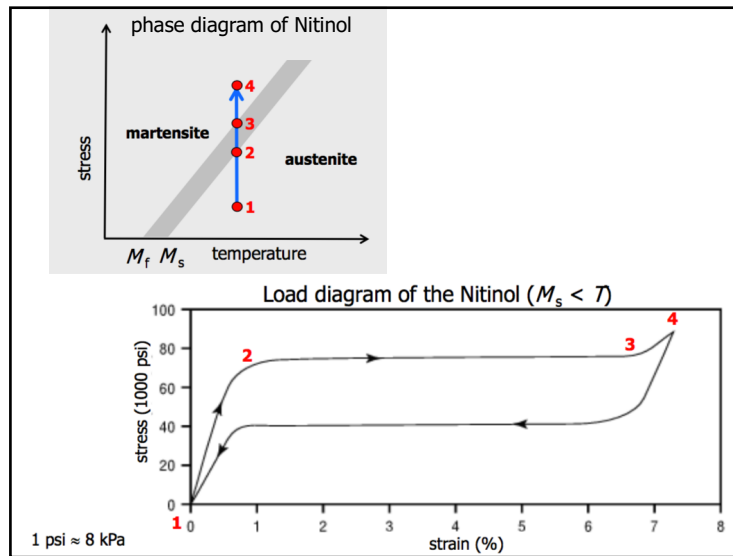 phase diagram of Nitinol
4
3
martensite
2
austenite
stress
1
Mf Ms temperature
Load diagram of the Nitinol (Ms < T)
4
100
3
80
2
60
40
20
0
stress (1000 psi)
1
0 1 2 3 4 5 6 7 8
strain (%)
1 psi ≈ 8 kPa